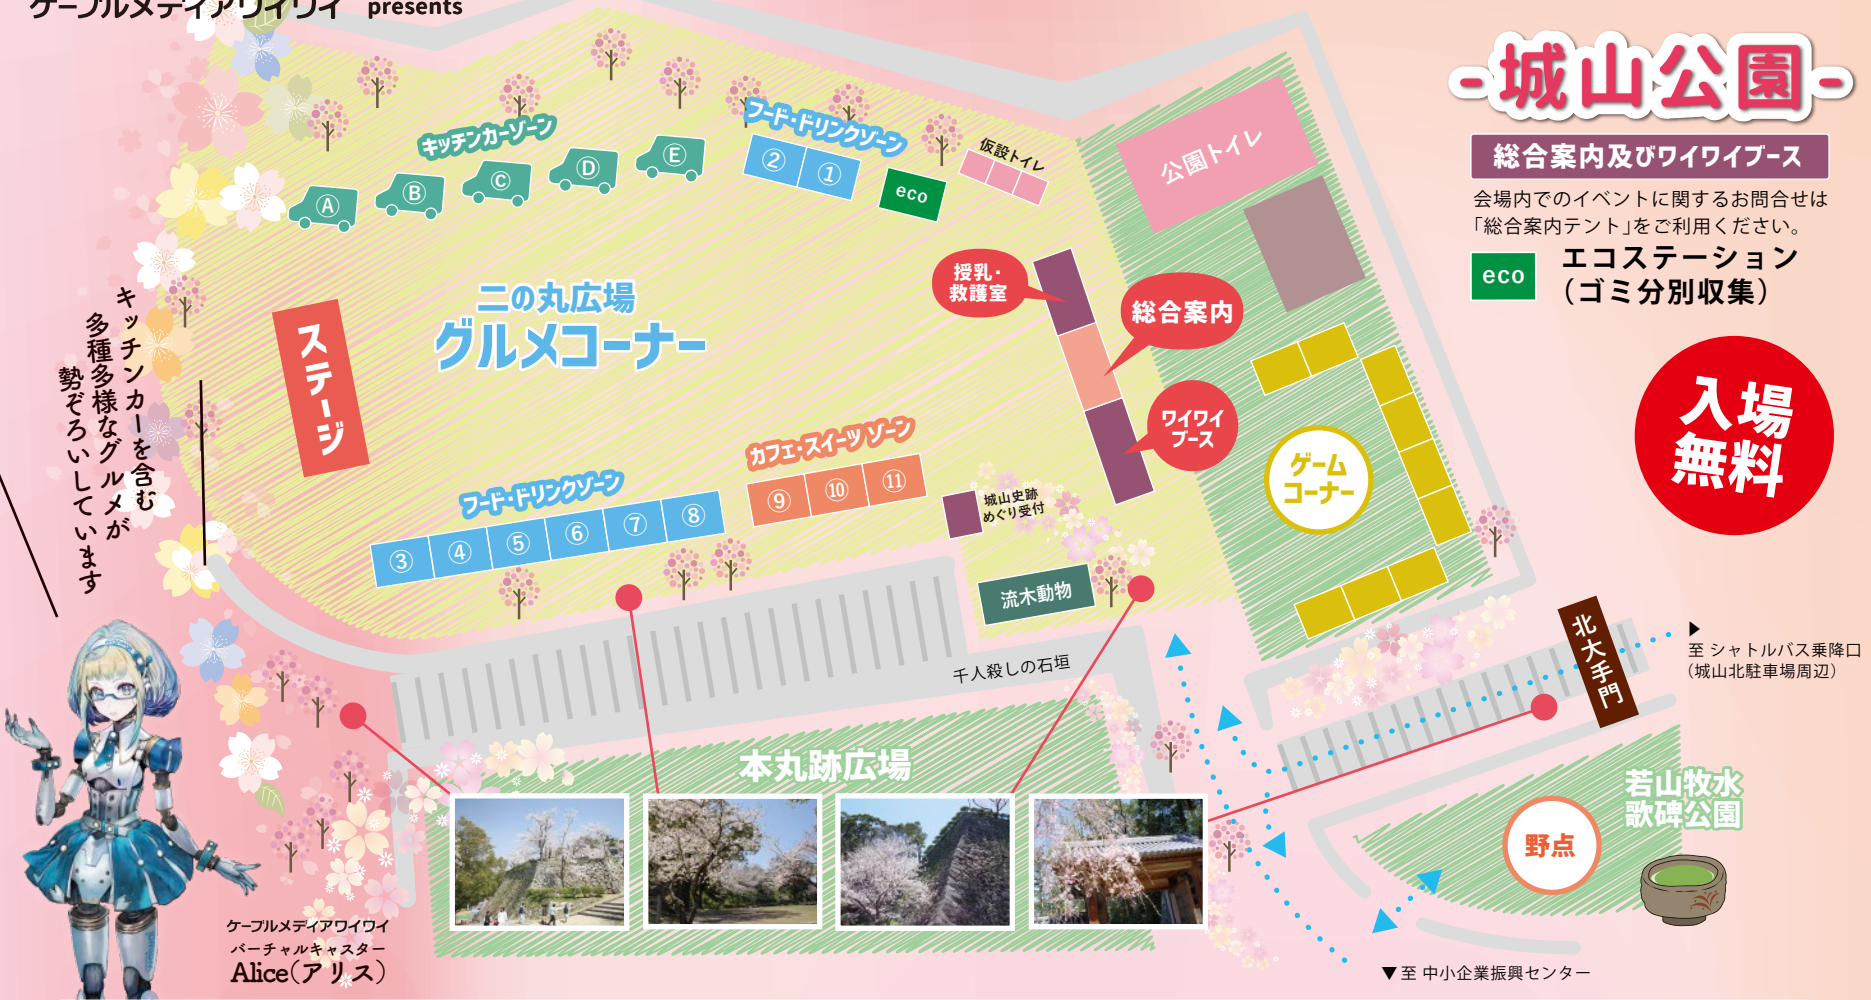 ケーブルメディアワイワイ presents
-城山公園-
総合案内及びワイワイブース
会場内でのイベントに関するお問合せは
「総合案内テント」をご利用ください。
eco
エコステーション
(ゴミ分別収集)
入場
無料
キッチンカーゾーン
A
B
C
D
E
フード・ドリンクゾーン
②
①
eco
仮設トイレ
公園トイレ
授乳・
救護室
総合案内
ワイワイ
ブース
二の丸広場
グルメコーナー
ステージ
キッチンカーを含む
多種多様なグルメが
勢ぞろいしています
フード・ドリンクゾーン
③
④
⑤
⑥
⑦
⑧
カフェ・スイーツ ゾーン
⑨
⑩
⑪
城山史跡
めぐり受付
流木動物
ゲーム
コーナー
千人殺しの石垣
北大手門
▶
至 シャトルバス乗降口
(城山北駐車場周辺)
本丸跡広場
若山牧水
歌碑公園
野点
▼至 中小企業振興センター
ケーブルメディアワイワイ
バーチャルキャスター
Alice(アリス)